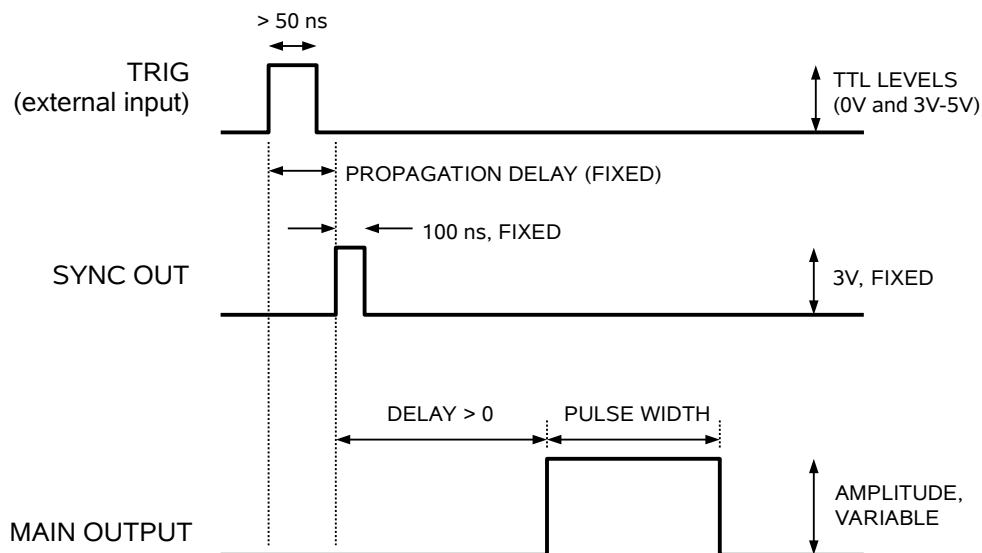 > 50 ns
TRIG
(external input)
TTL LEVELS
(0V and 3V-5V)
PROPAGATION DELAY (FIXED)
100 ns, FIXED
SYNC OUT
3V, FIXED
DELAY > 0
PULSE WIDTH
AMPLITUDE,
VARIABLE
MAIN OUTPUT